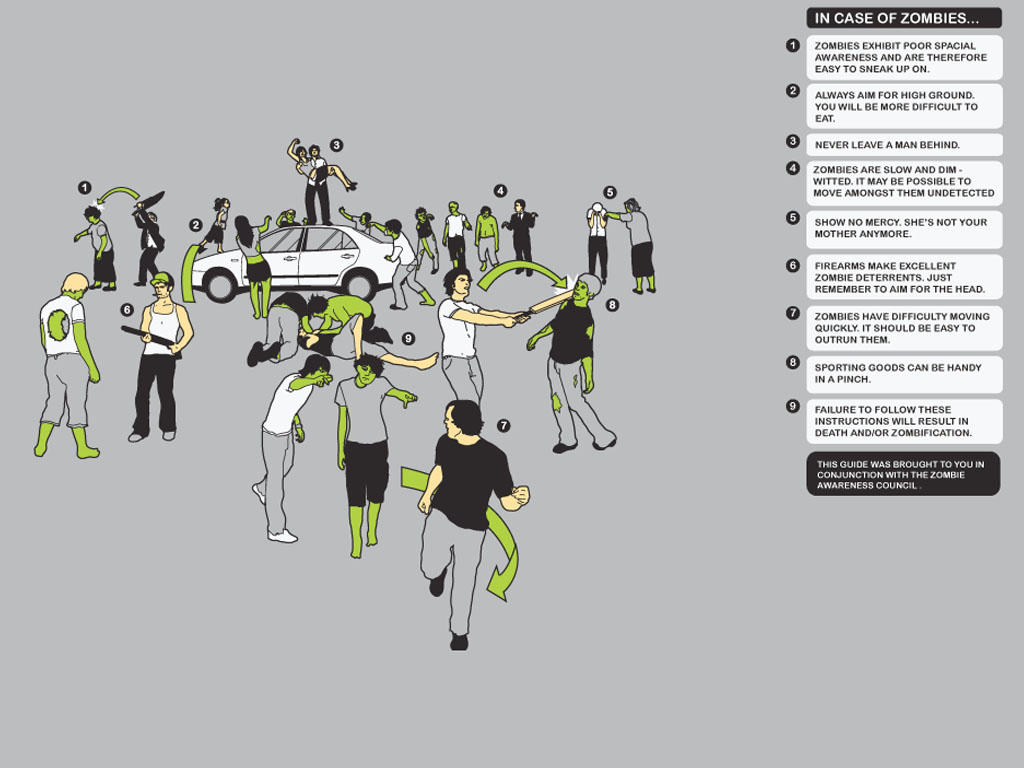 IN CASE OF ZOMBIES...
1 ZOMBIES EXHIBIT POOR SPACIAL
AWARENESS AND ARE THEREFORE
EASY TO SNEAK UP ON.
2 ALWAYS AIM FOR HIGH GROUND.
YOU WILL BE MORE DIFFICULT TO
EAT.
3 NEVER LEAVE A MAN BEHIND.
4 ZOMBIES ARE SLOW AND DIM -
WITTED. IT MAY BE POSSIBLE TO
MOVE AMONGST THEM UNDETECTED
5 SHOW NO MERCY. SHE'S NOT YOUR
MOTHER ANYMORE.
6 FIREARMS MAKE EXCELLENT
ZOMBIE DETERRENTS. JUST
REMEMBER TO AIM FOR THE HEAD.
7 ZOMBIES HAVE DIFFICULTY MOVING
QUICKLY. IT SHOULD BE EASY TO
OUTRUN THEM.
8 SPORTING GOODS CAN BE HANDY
IN A PINCH.
9 FAILURE TO FOLLOW THESE
INSTRUCTIONS WILL RESULT IN
DEATH AND/OR ZOMBIFICATION.
THIS GUIDE WAS BROUGHT TO YOU IN
CONJUNCTION WITH THE ZOMBIE
AWARENESS COUNCIL .
3
1
4
5
2
6
8
9
7